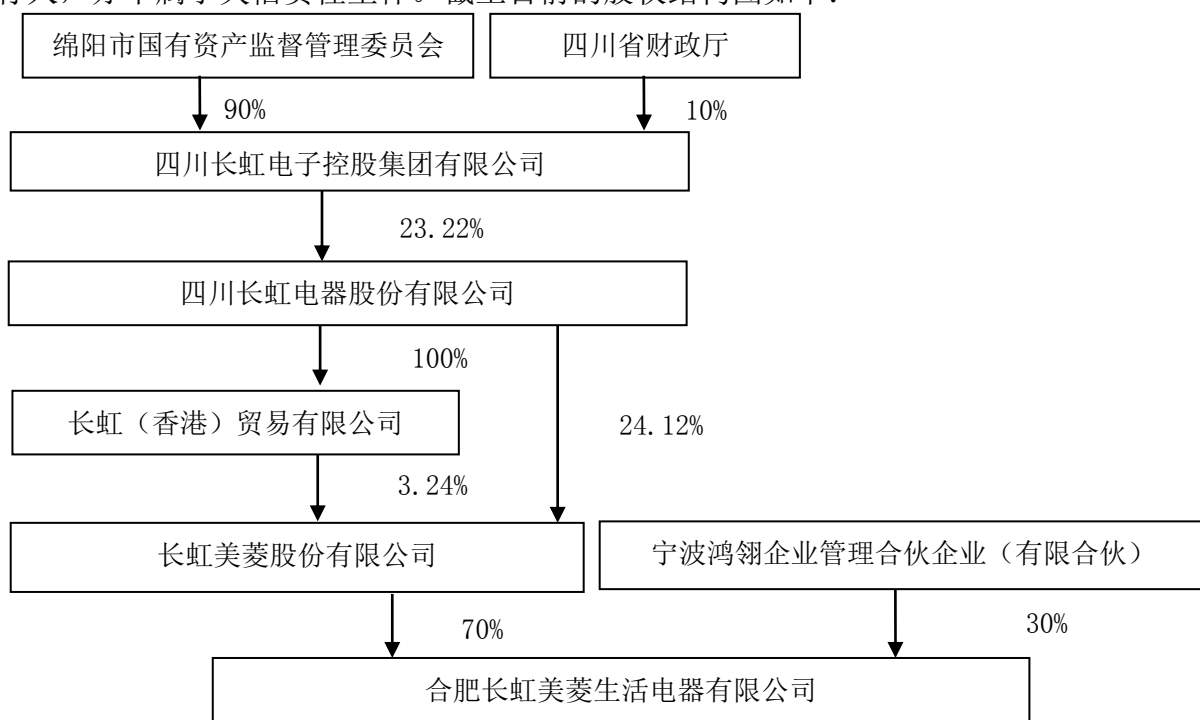 绵阳市国有资产监督管理委员会
四川省财政厅
90%
10%
四川长虹电子控股集团有限公司
23.22%
四川长虹电器股份有限公司
100%
长虹（香港）贸易有限公司
24.12%
3.24%
长虹美菱股份有限公司
宁波鸿翎企业管理合伙企业（有限合伙）
70%
30%
合肥长虹美菱生活电器有限公司